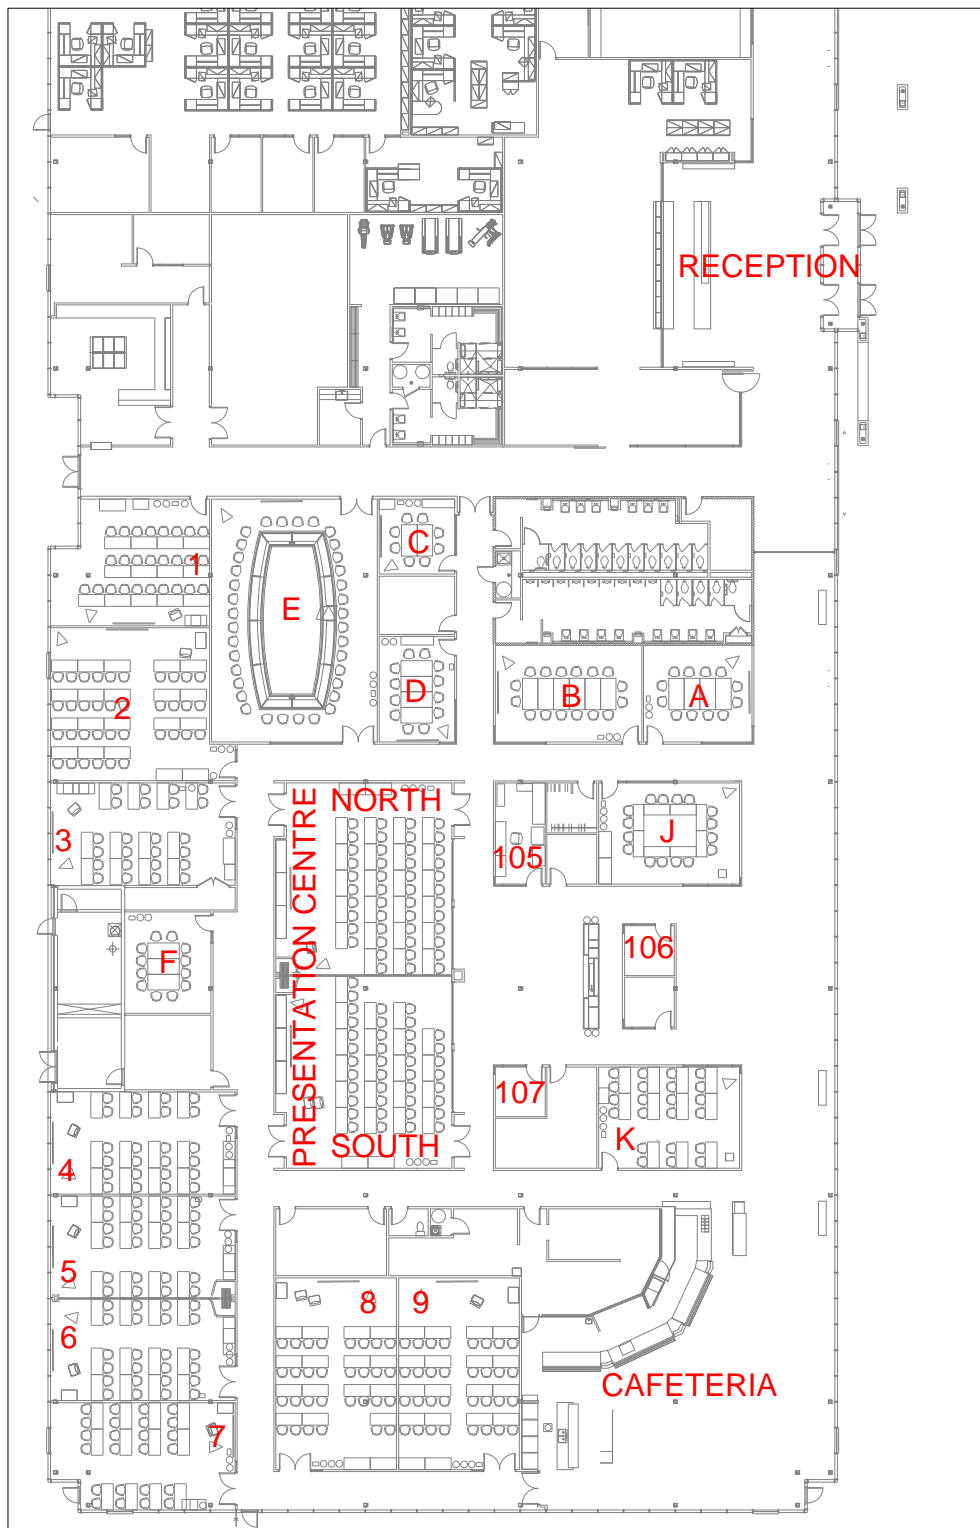 RECEPTION
C
1
E
D
B
A
2
NORTH
PRESENTATION CENTRE
3
J
105
106
F
107
K
SOUTH
4
5
8
9
6
CAFETERIA
7